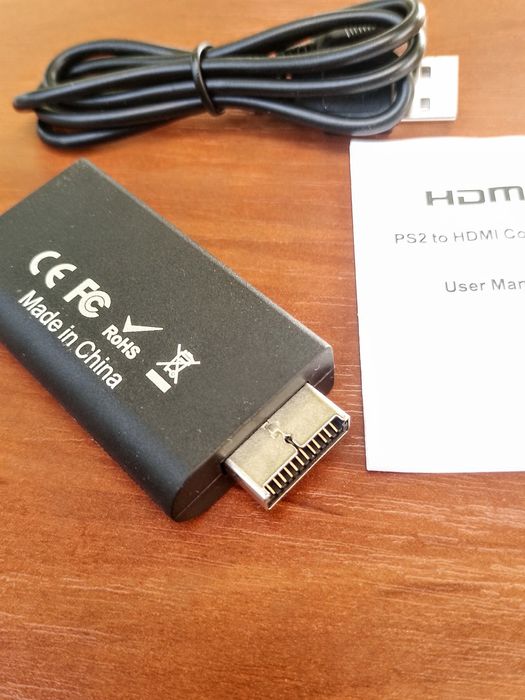 HDM
PS2 to HDMI Co
User Man
CE FC RoHS
Made in China